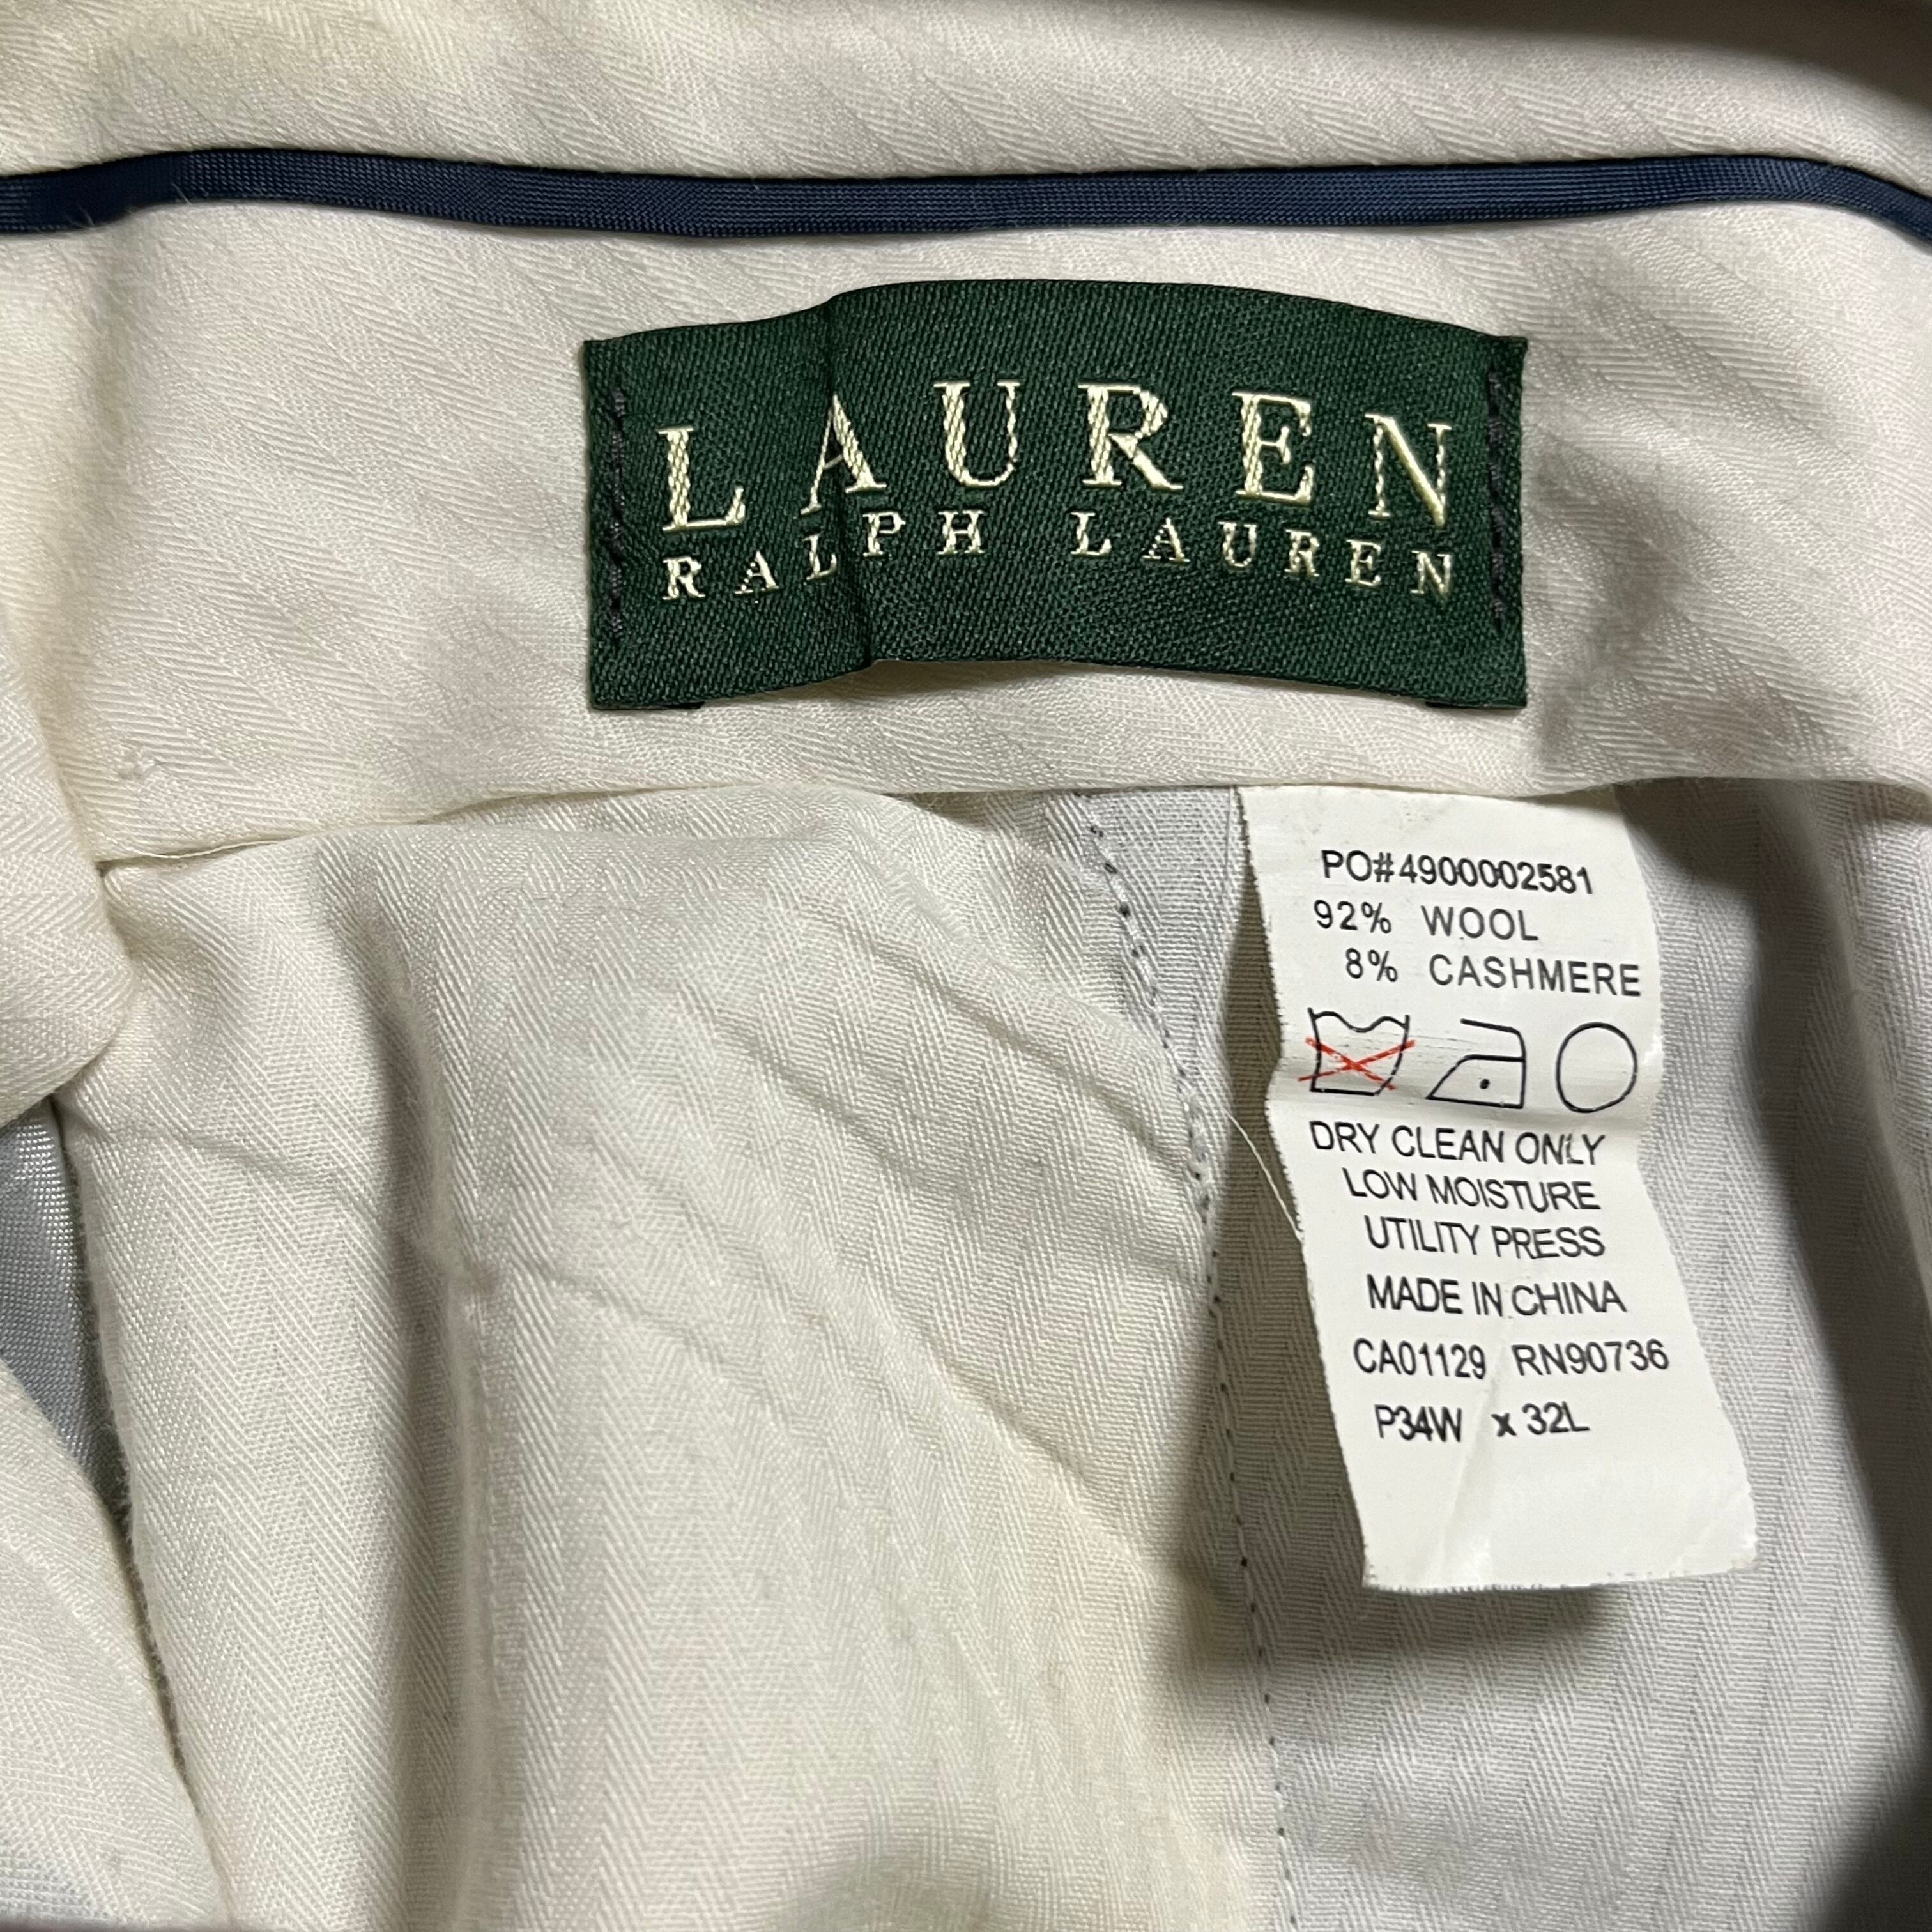 LAUREN
RALPH LAUREN
PO#4900002581
92% WOOL
8% CASHMERE
DRY CLEAN ONLY
LOW MOISTURE
UTILITY PRESS
MADE IN CHINA
CA01129 RN90736
P34W x 32L